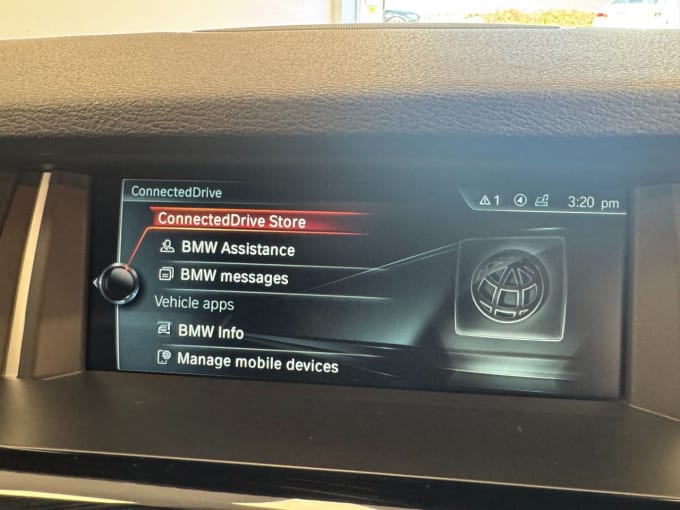 ConnectedDrive
1 3:20 pm
ConnectedDrive Store
BMW Assistance
BMW messages
Vehicle apps
BMW Info
Manage mobile devices